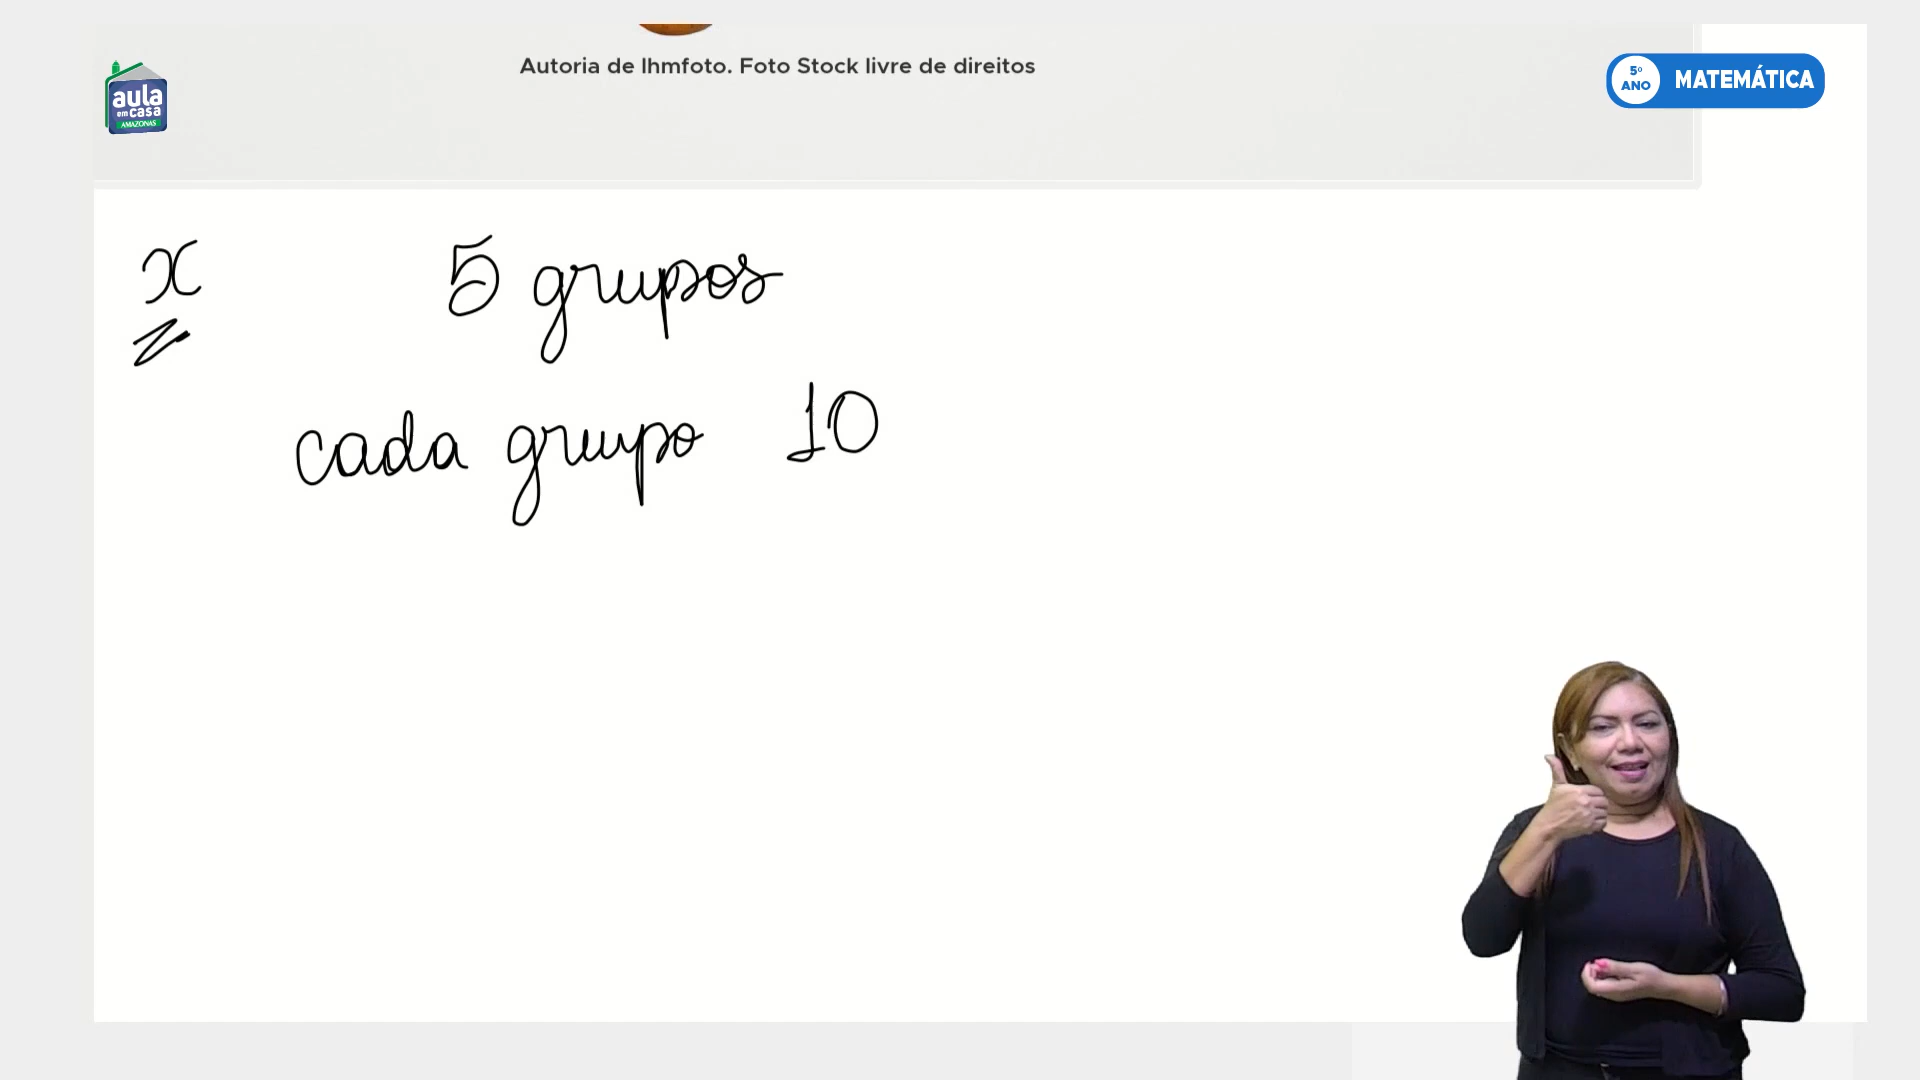 Autoria de lhmfoto. Foto Stock livre de direitos
aula
em casa
AMAZONAS
5º
ANO
MATEMÁTICA
x
5 grupos
cada grupo 10